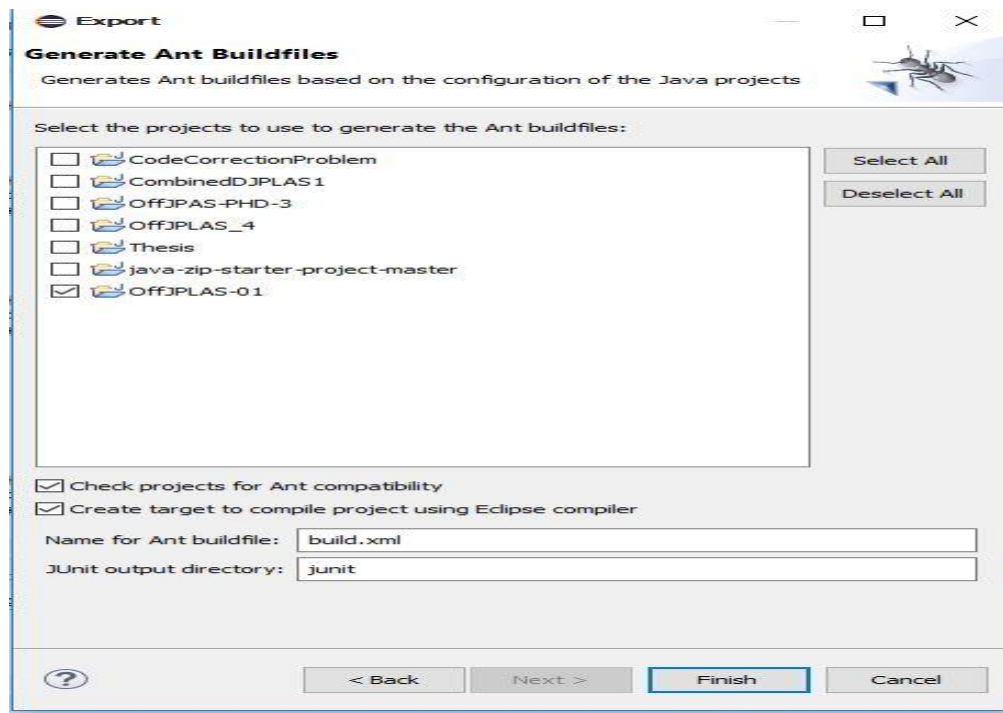 Export
Generate Ant Buildfiles
Generates Ant buildfiles based on the configuration of the Java projects
Select the projects to use to generate the Ant buildfiles:
CodeCorrectionProblem
CombinedDJPLAS1
OffJPAS-PHD-3
OffJPLAS_4
Thesis
java-zip-starter-project-master
OffJPLAS-01
Select All
Deselect All
Check projects for Ant compatibility
Create target to compile project using Eclipse compiler
Name for Ant buildfile: build.xml
JUnit output directory: junit
? < Back Next > Finish Cancel